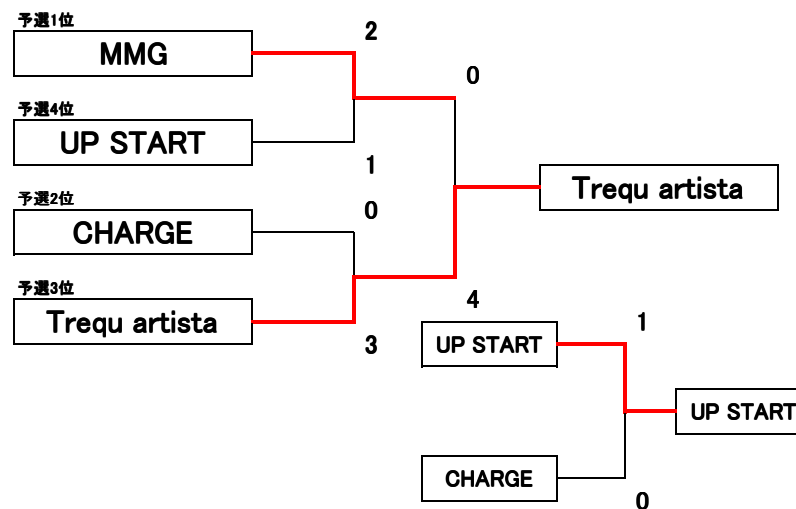 予選1位
MMG
2
0
予選4位
UP START
1
Trequ artista
予選2位
CHARGE
0
予選3位
Trequ artista
3
4
UP START
1
UP START
CHARGE
0